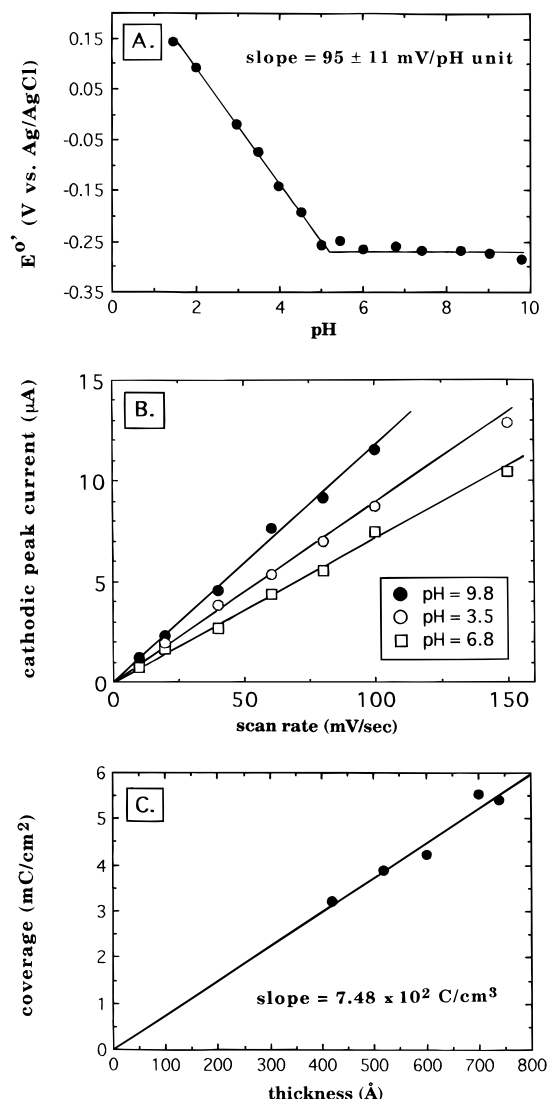 A.
slope = 95 ± 11 mV/pH unit
0.15
0.05
-0.05
-0.15
-0.25
-0.35
E°' (V vs. Ag/AgCl)
0 2 4 6 8 10
pH
B.
15
10
5
0
cathodic peak current (μA)
pH = 9.8
pH = 3.5
pH = 6.8
0 50 100 150
scan rate (mV/sec)
C.
6
5
4
3
2
1
0
coverage (mC/cm²)
slope = 7.48 x 10² C/cm³
0 100 200 300 400 500 600 700 800
thickness (Å)